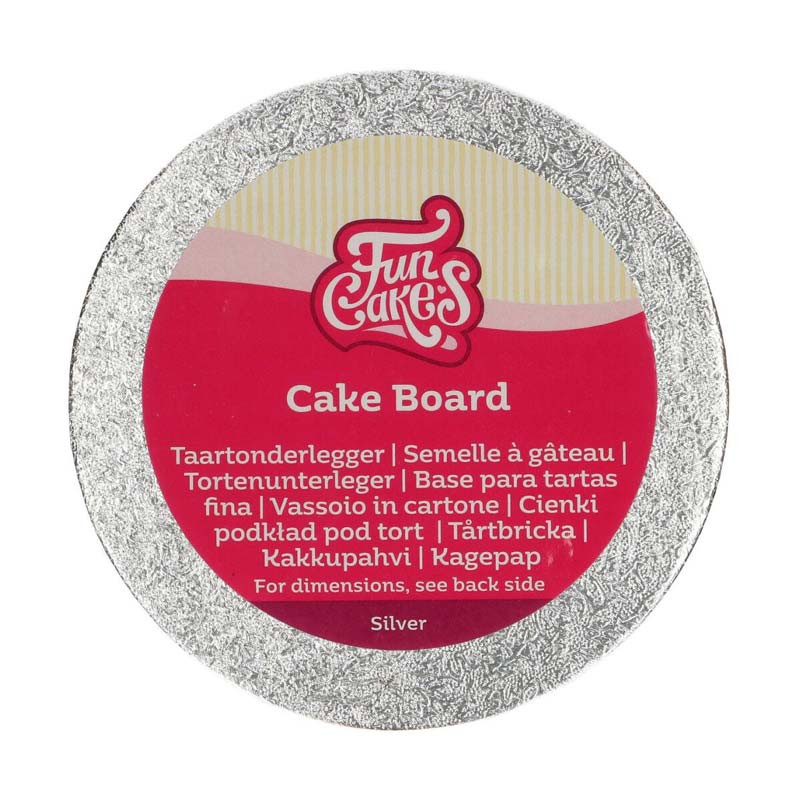 Fun
Cakes
Cake Board
Taartonderlegger | Semelle à gâteau |
Tortenunterleger | Base para tartas
fina | Vassoio in cartone | Cienki
podkład pod tort | Tårtbricka |
Kakkupahvi | Kagepap
For dimensions, see back side
Silver